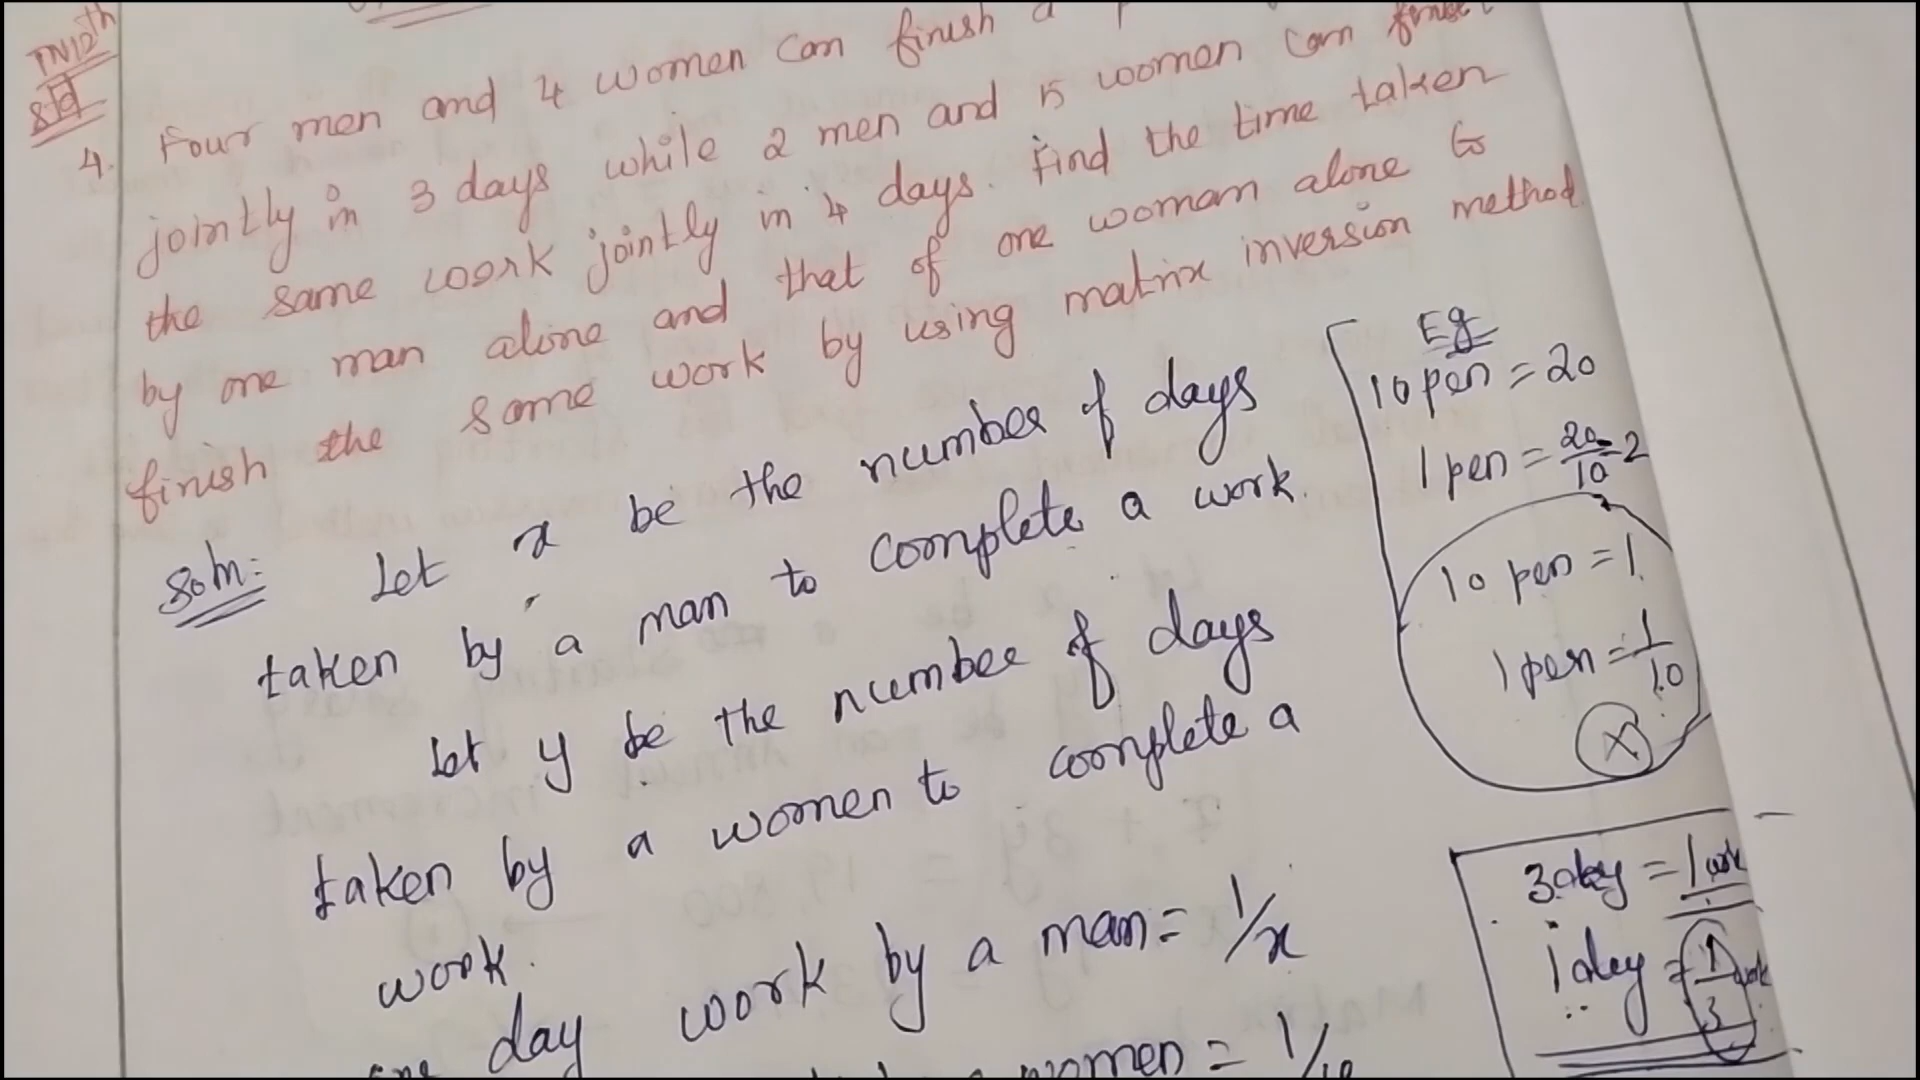 TN 12th
std
4. Four men and 4 women can finish a
jointly in 3 days while 2 men and 5 women can finish
the same work jointly in 4 days. Find the time taken
by one man alone and that of one woman alone to
finish the same work by using matrix inversion method.
Soln: Let x be the number of days
taken by a man to complete a work.
Let y be the number of days
taken by a women to complete a
work.
one day work by a man = 1/x
women = 1/
Eg
10 pen = 20
1 pen = 20/10 = 2
10 pen = 1
1 pen = 1/10
X
3 day = 1 work
1 day = 1/3 work